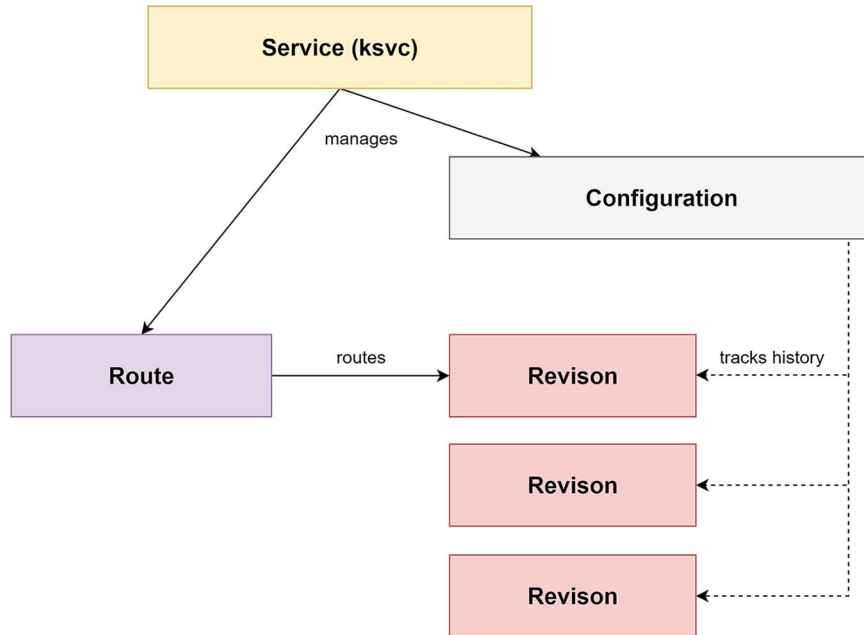 Service (ksvc)
manages
Configuration
Route
routes
Revison
tracks history
Revison
Revison